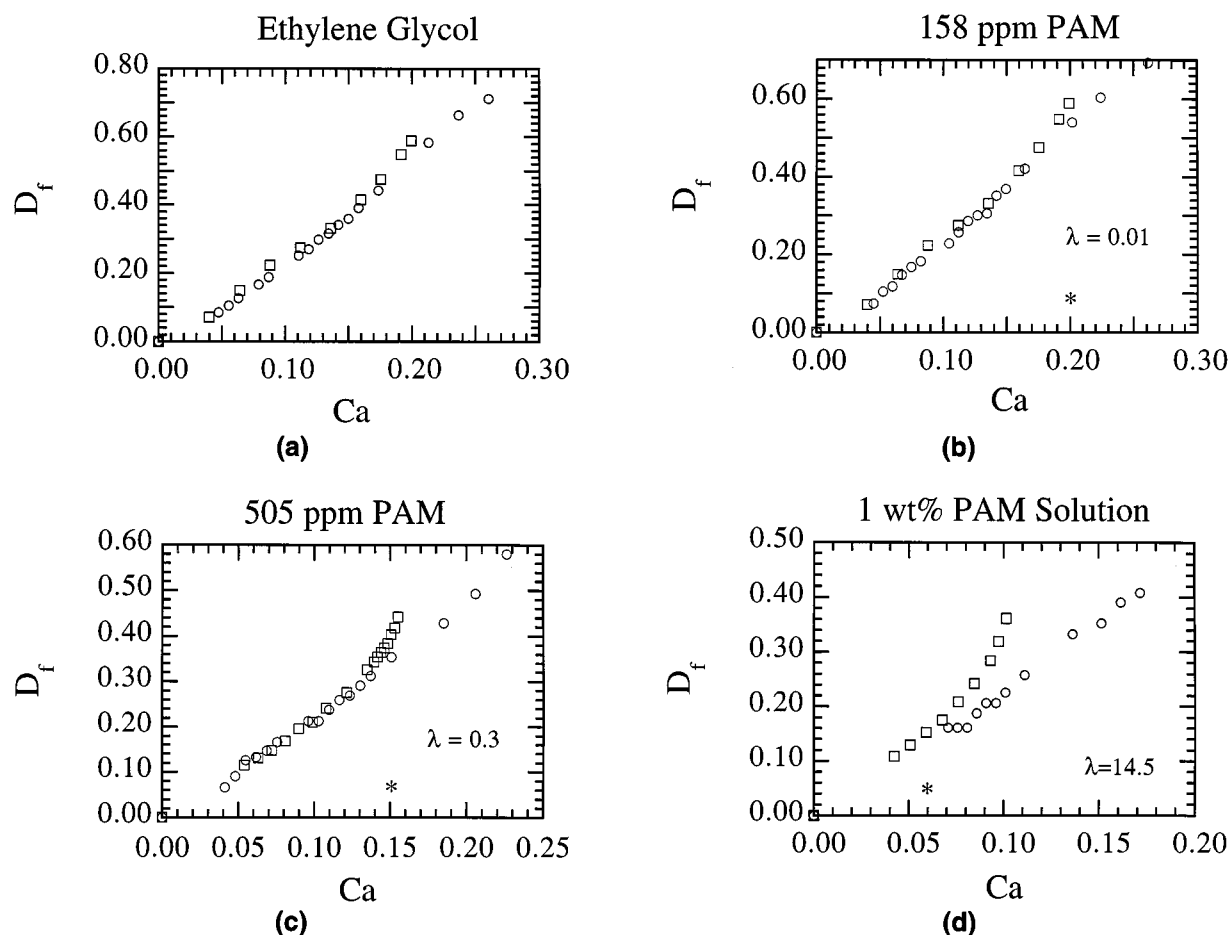 Ethylene Glycol
0.80
0.60
0.40
0.20
0.00
D_f
0.00 0.10 0.20 0.30
Ca
(a)
158 ppm PAM
0.60
0.40
0.20
0.00
D_f
λ = 0.01
*
0.00 0.10 0.20 0.30
Ca
(b)
505 ppm PAM
0.60
0.50
0.40
0.30
0.20
0.10
0.00
D_f
λ = 0.3
*
0.00 0.05 0.10 0.15 0.20 0.25
Ca
(c)
1 wt% PAM Solution
0.50
0.40
0.30
0.20
0.10
0.00
D_f
λ=14.5
*
0.00 0.05 0.10 0.15 0.20
Ca
(d)